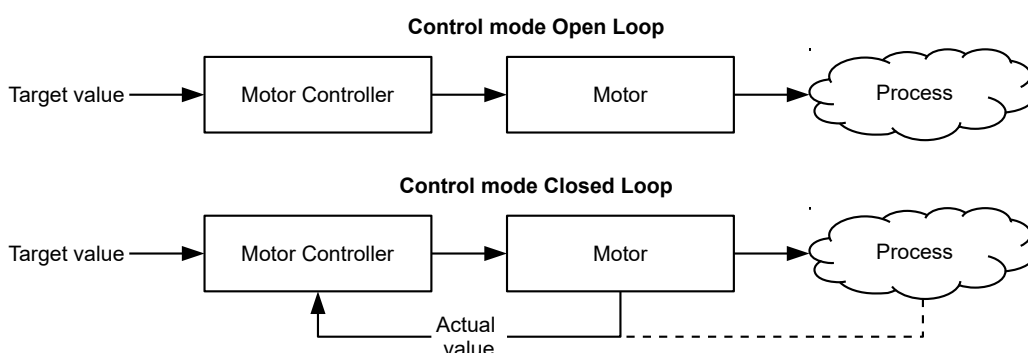 Control mode Open Loop
Target value
Motor Controller
Motor
Process
Control mode Closed Loop
Target value
Motor Controller
Motor
Process
Actual
value